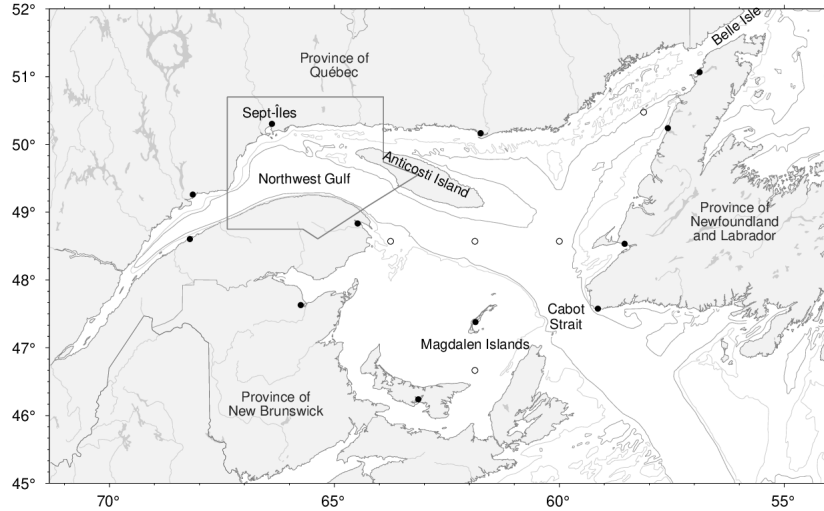 52°
Belle Isle
51°
Province of
Québec
Sept-Îles
50°
Anticosti Island
Northwest Gulf
49°
Province of
Newfoundland
and Labrador
48°
Cabot
Strait
47°
Magdalen Islands
Province of
New Brunswick
46°
45°
70°
65°
60°
55°